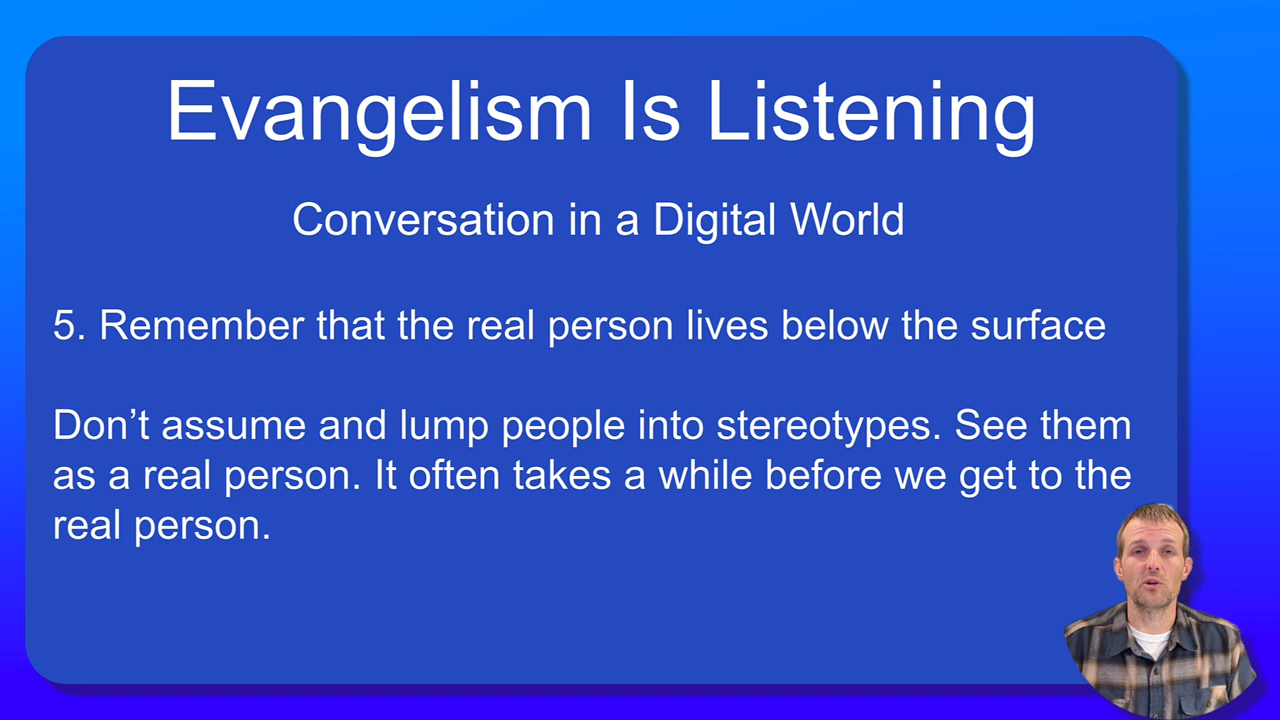 Evangelism Is Listening
Conversation in a Digital World
5. Remember that the real person lives below the surface
Don’t assume and lump people into stereotypes. See them
as a real person. It often takes a while before we get to the
real person.